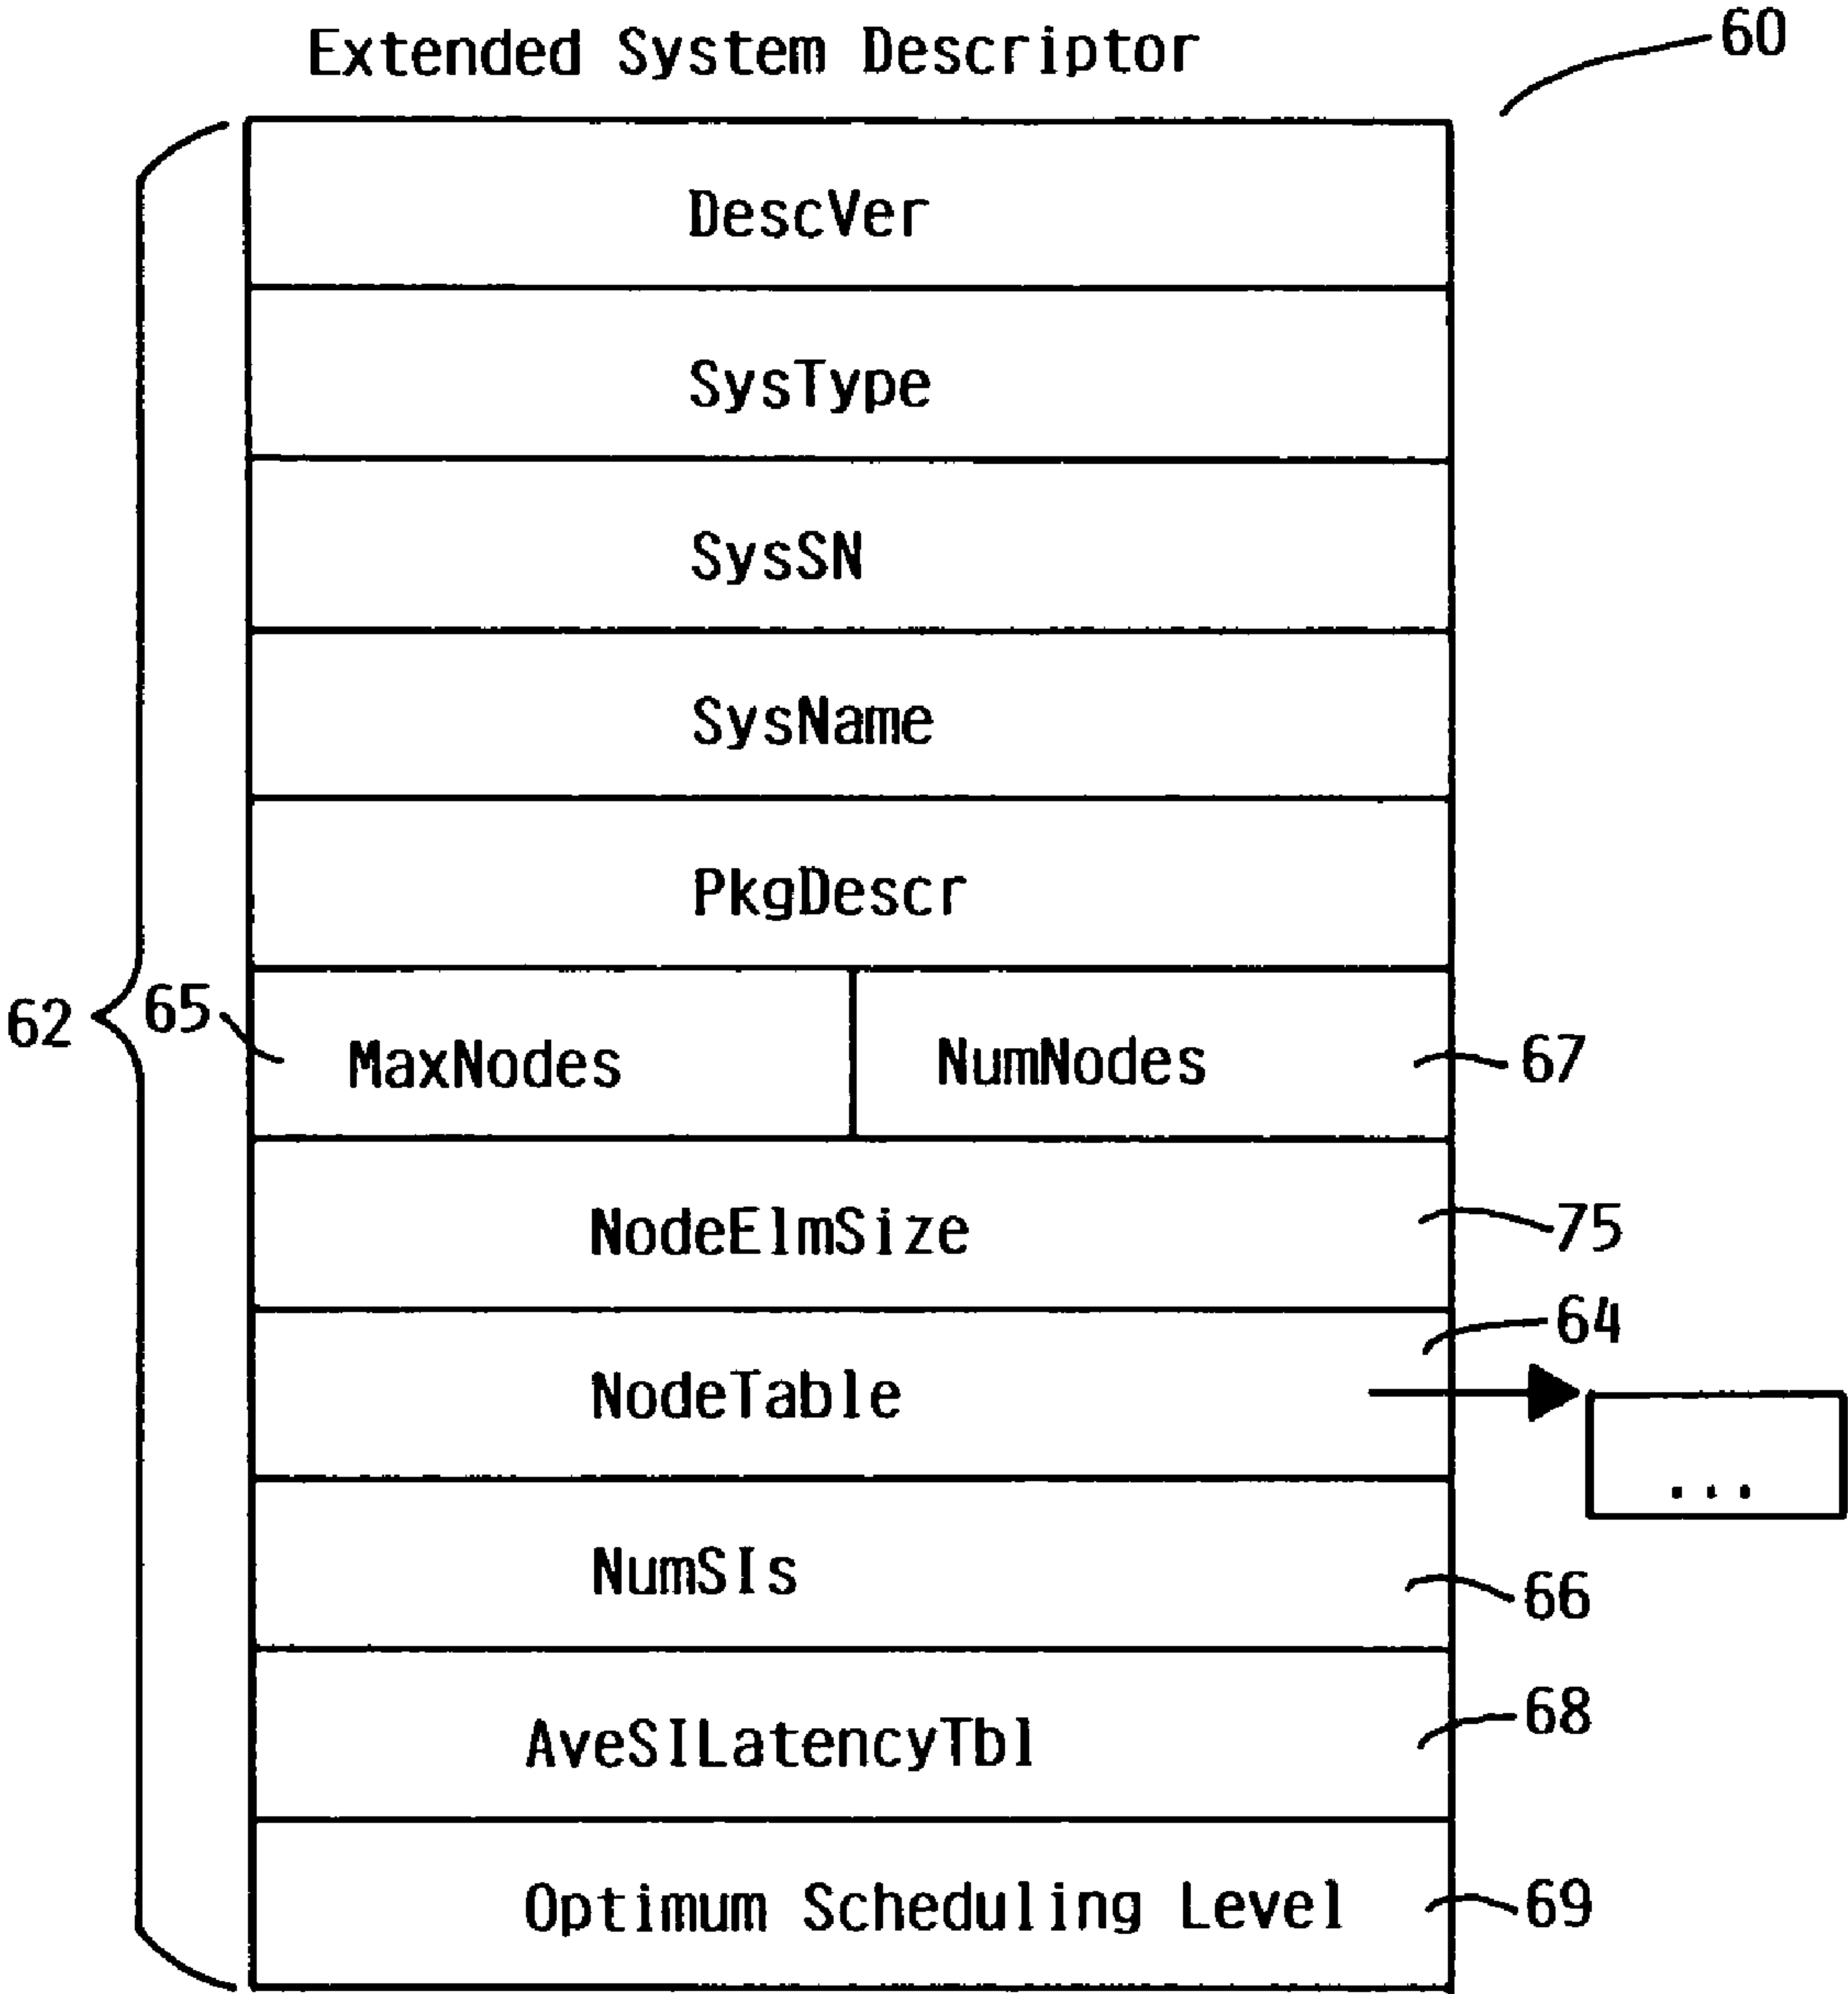 Extended System Descriptor
60
DescVer
SysType
SysSN
SysName
PkgDescr
62
65
MaxNodes
NumNodes
67
NodeElmSize
75
64
NodeTable
...
NumSIs
66
AveSILatencyTbl
68
Optimum Scheduling Level
69